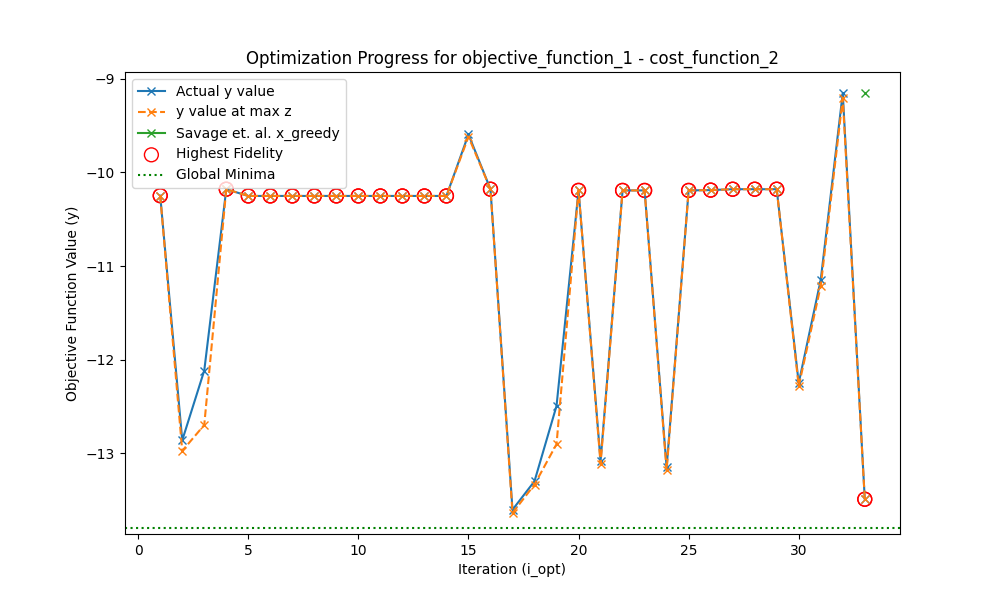 Optimization Progress for objective_function_1 - cost_function_2
Actual y value
y value at max z
Savage et. al. x_greedy
Highest Fidelity
Global Minima
Objective Function Value (y)
−9
−10
−11
−12
−13
0
5
10
15
20
25
30
Iteration (i_opt)